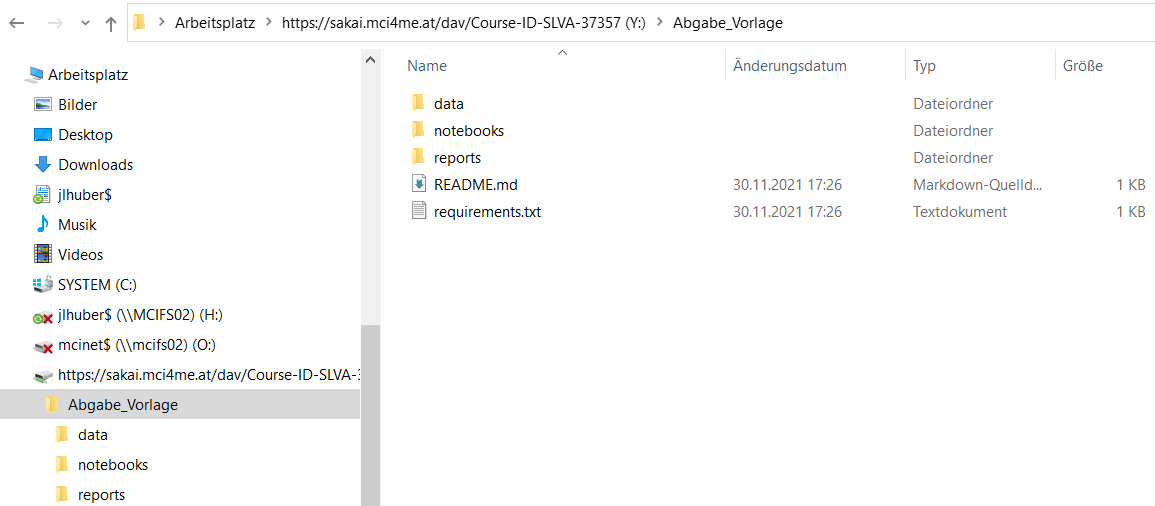 Arbeitsplatz > https://sakai.mci4me.at/dav/Course-ID-SLVA-37357 (Y:) > Abgabe_Vorlage
Arbeitsplatz
Bilder
Desktop
Downloads
jlhuber$
Musik
Videos
SYSTEM (C:)
jlhuber$ (\\MCIFS02) (H:)
mcinet$ (\\mcifs02) (O:)
https://sakai.mci4me.at/dav/Course-ID-SLVA-3
Abgabe_Vorlage
data
notebooks
reports
Name Änderungsdatum Typ Größe
data Dateiordner
notebooks Dateiordner
reports Dateiordner
README.md 30.11.2021 17:26 Markdown-Quelld... 1 KB
requirements.txt 30.11.2021 17:26 Textdokument 1 KB